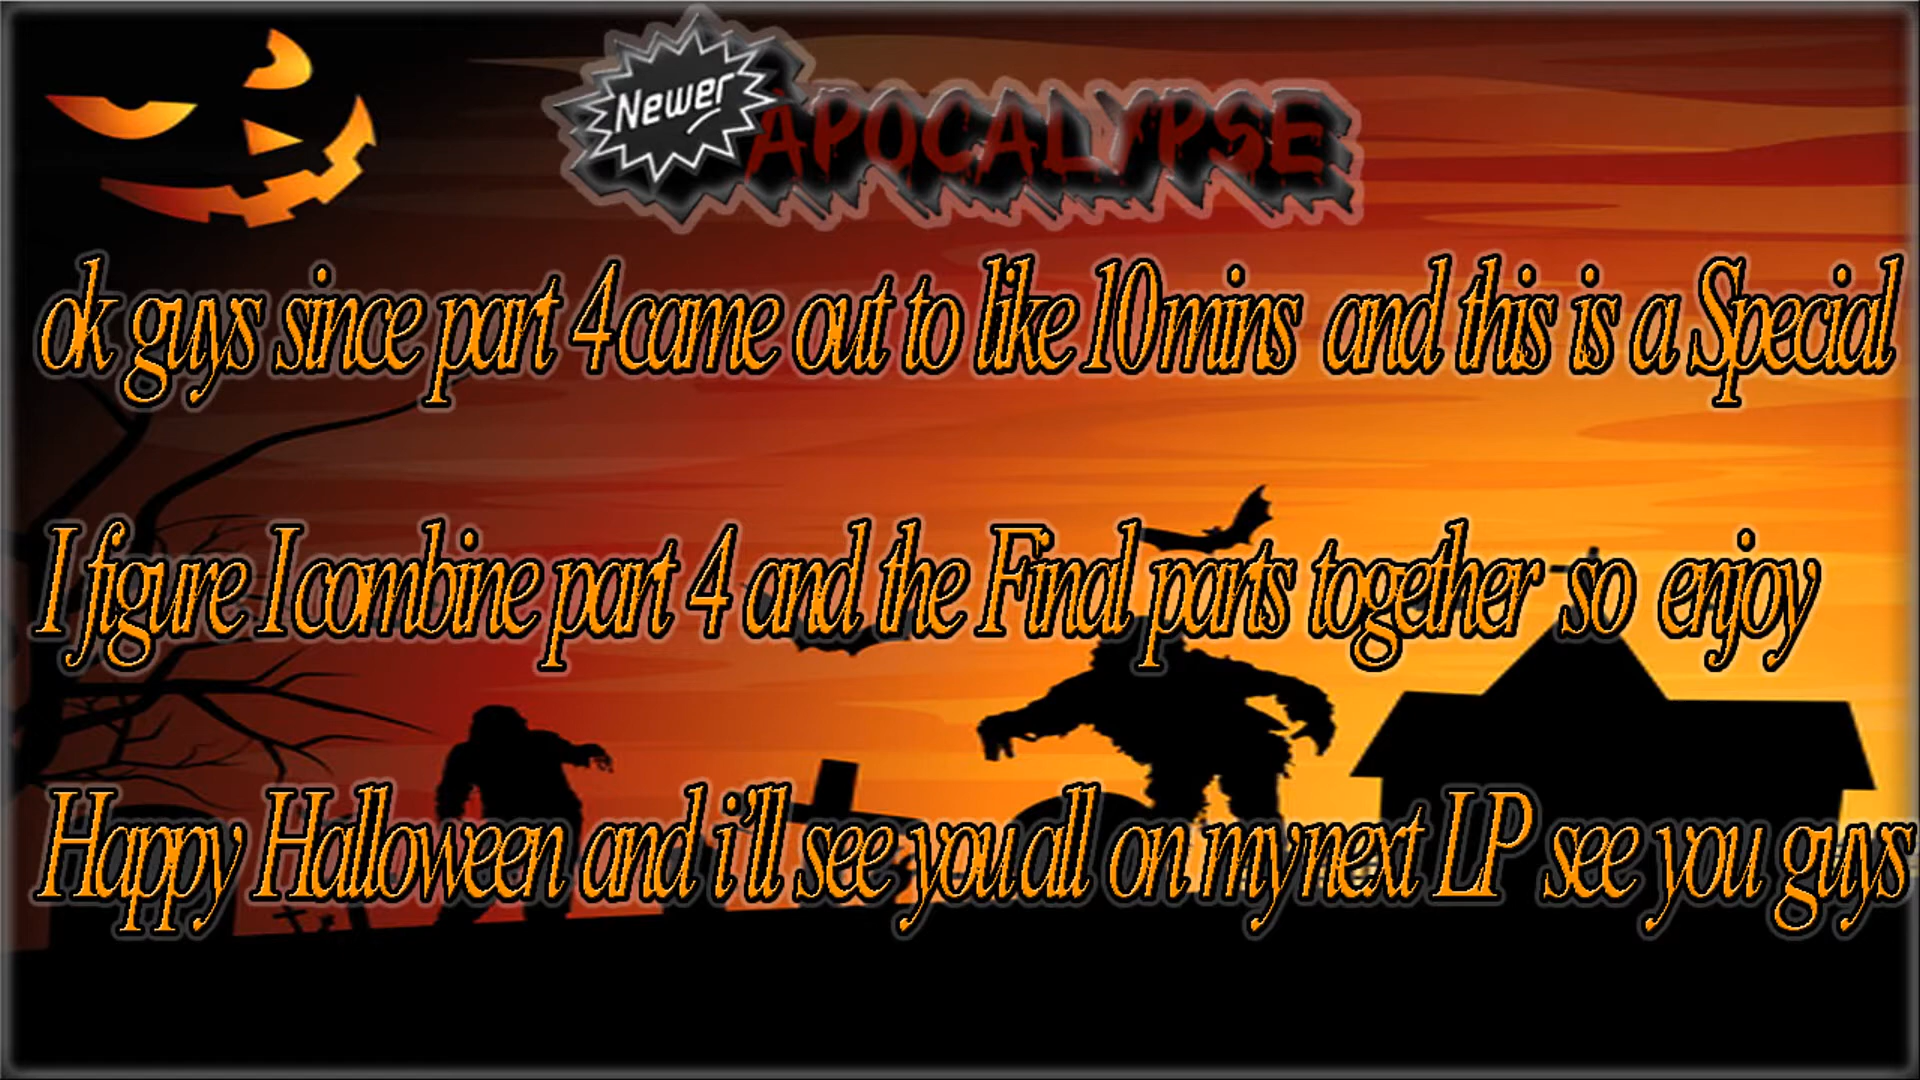 Newer APOCALYPSE
ok guys since part 4 came out to like 10 mins and this is a Special
I figure I combine part 4 and the Final parts together so enjoy
Happy Halloween and i'll see you all on my next LP see you guys